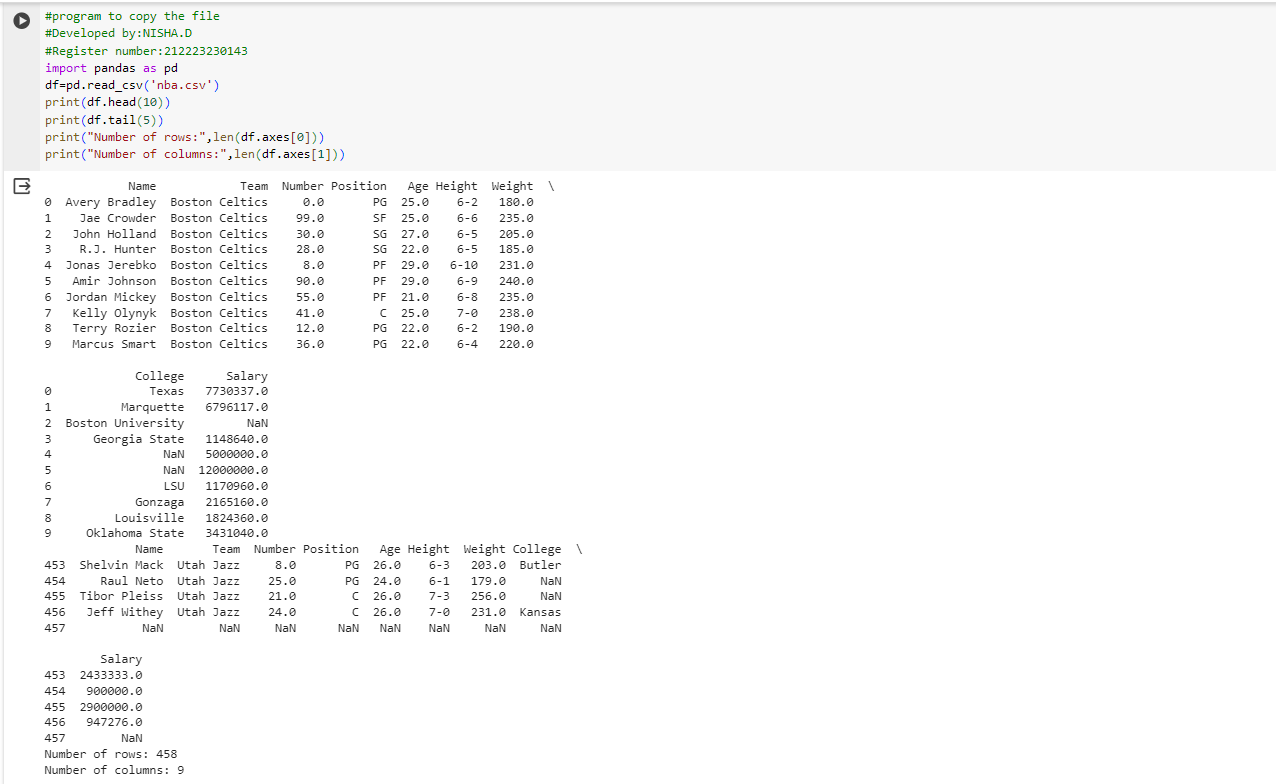 #program to copy the file
#Developed by:NISHA.D
#Register number:212223230143
import pandas as pd
df=pd.read_csv('nba.csv')
print(df.head(10))
print(df.tail(5))
print("Number of rows:",len(df.axes[0]))
print("Number of columns:",len(df.axes[1]))
            Name            Team  Number Position   Age Height  Weight  \
0  Avery Bradley  Boston Celtics     0.0       PG  25.0    6-2   180.0
1    Jae Crowder  Boston Celtics    99.0       SF  25.0    6-6   235.0
2   John Holland  Boston Celtics    30.0       SG  27.0    6-5   205.0
3    R.J. Hunter  Boston Celtics    28.0       SG  22.0    6-5   185.0
4  Jonas Jerebko  Boston Celtics     8.0       PF  29.0   6-10   231.0
5   Amir Johnson  Boston Celtics    90.0       PF  29.0    6-9   240.0
6  Jordan Mickey  Boston Celtics    55.0       PF  21.0    6-8   235.0
7   Kelly Olynyk  Boston Celtics    41.0        C  25.0    7-0   238.0
8   Terry Rozier  Boston Celtics    12.0       PG  22.0    6-2   190.0
9   Marcus Smart  Boston Celtics    36.0       PG  22.0    6-4   220.0
             College      Salary
0              Texas   7730337.0
1          Marquette   6796117.0
2  Boston University         NaN
3      Georgia State   1148640.0
4                NaN   5000000.0
5                NaN  12000000.0
6                LSU   1170960.0
7            Gonzaga   2165160.0
8         Louisville   1824360.0
9     Oklahoma State   3431040.0
             Name       Team  Number Position   Age Height  Weight College  \
453  Shelvin Mack  Utah Jazz     8.0       PG  26.0    6-3   203.0  Butler
454     Raul Neto  Utah Jazz    25.0       PG  24.0    6-1   179.0     NaN
455  Tibor Pleiss  Utah Jazz    21.0        C  26.0    7-3   256.0     NaN
456   Jeff Withey  Utah Jazz    24.0        C  26.0    7-0   231.0  Kansas
457           NaN        NaN     NaN      NaN   NaN    NaN     NaN     NaN
        Salary
453  2433333.0
454   900000.0
455  2900000.0
456   947276.0
457        NaN
Number of rows: 458
Number of columns: 9